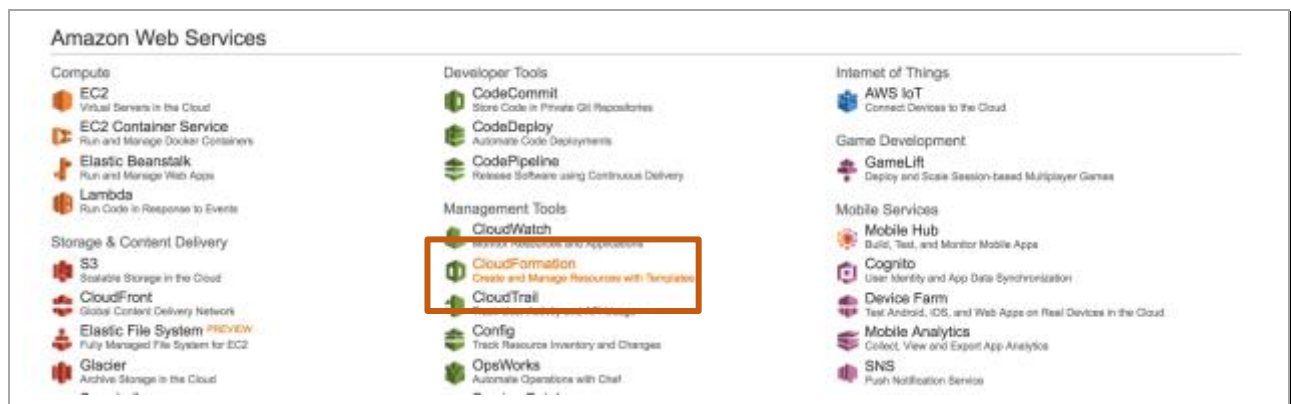 Amazon Web Services
Compute
EC2
Virtual Servers in the Cloud
EC2 Container Service
Run and Manage Docker Containers
Elastic Beanstalk
Run and Manage Web Apps
Lambda
Run Code in Response to Events
Storage & Content Delivery
S3
Scalable Storage in the Cloud
CloudFront
Global Content Delivery Network
Elastic File System PREVIEW
Fully Managed File System for EC2
Glacier
Archive Storage in the Cloud
Developer Tools
CodeCommit
Store Code in Private Git Repositories
CodeDeploy
Automate Code Deployments
CodePipeline
Release Software using Continuous Delivery
Management Tools
CloudWatch
Monitor Resources and Applications
CloudFormation
Create and Manage Resources with Templates
CloudTrail
Config
Track Resource Inventory and Changes
OpsWorks
Automate Operations with Chef
Internet of Things
AWS IoT
Connect Devices to the Cloud
Game Development
GameLift
Deploy and Scale Session-based Multiplayer Games
Mobile Services
Mobile Hub
Build, Test, and Monitor Mobile Apps
Cognito
User Identity and App Data Synchronization
Device Farm
Test Android, iOS, and Web Apps on Real Devices in the Cloud
Mobile Analytics
Collect, View and Export App Analytics
SNS
Push Notification Service